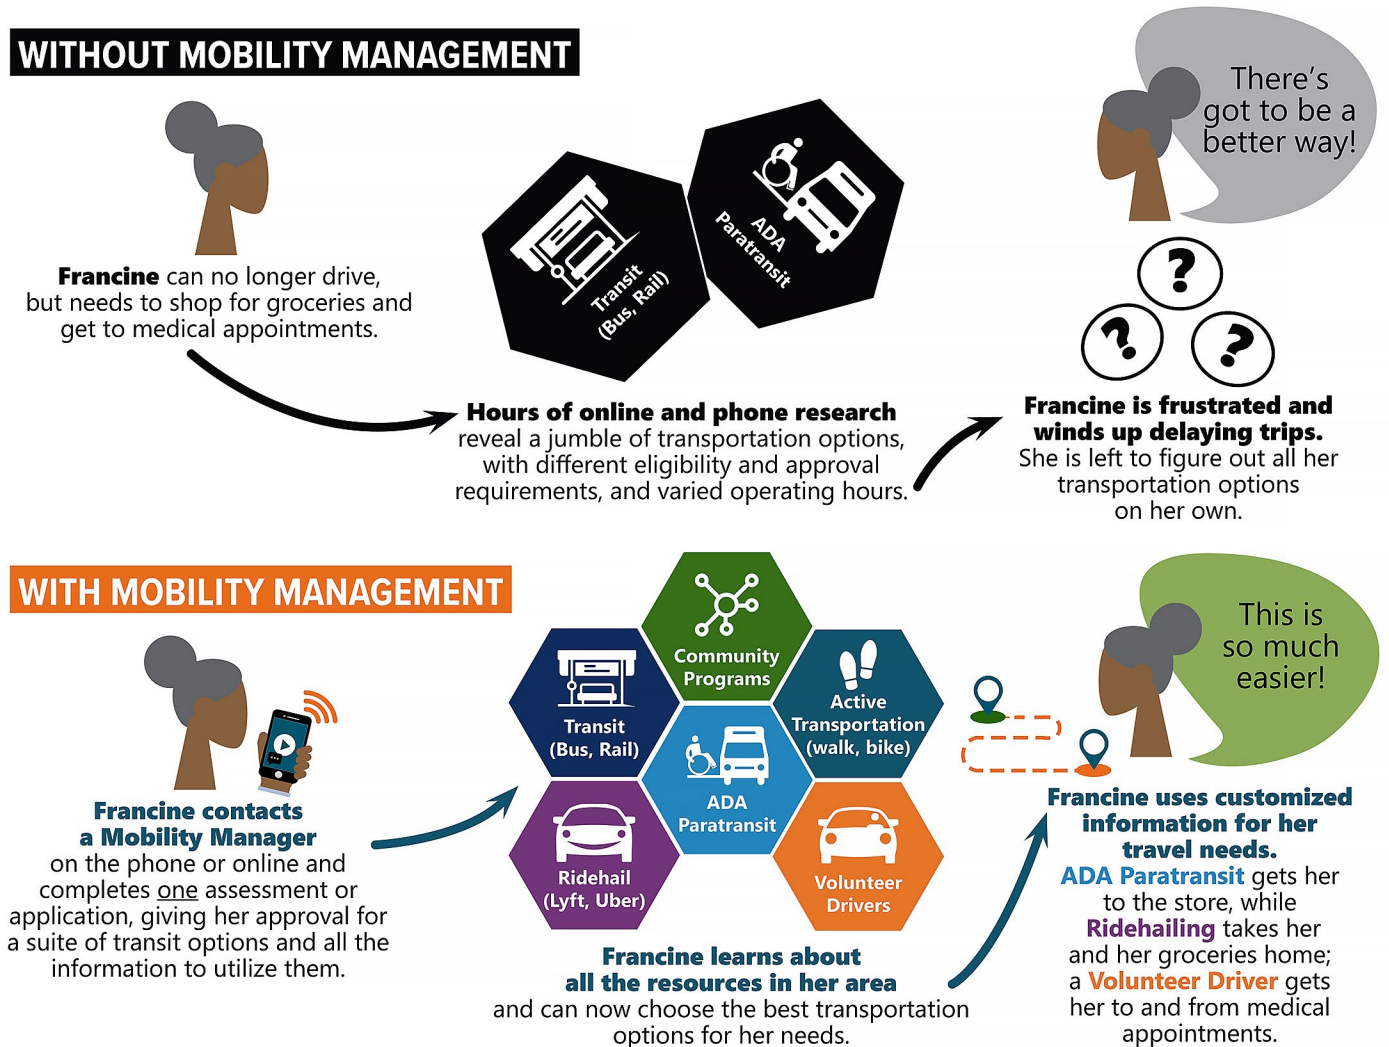 WITHOUT MOBILITY MANAGEMENT
Francine can no longer drive,
but needs to shop for groceries and
get to medical appointments.
Transit
(Bus, Rail)
ADA
Paratransit
Hours of online and phone research
reveal a jumble of transportation options,
with different eligibility and approval
requirements, and varied operating hours.
There's
got to be a
better way!
?
?
?
Francine is frustrated and
winds up delaying trips.
She is left to figure out all her
transportation options
on her own.
WITH MOBILITY MANAGEMENT
Francine contacts
a Mobility Manager
on the phone or online and
completes one assessment or
application, giving her approval for
a suite of transit options and all the
information to utilize them.
Community
Programs
Transit
(Bus, Rail)
Active
Transportation
(walk, bike)
ADA
Paratransit
Ridehail
(Lyft, Uber)
Volunteer
Drivers
Francine learns about
all the resources in her area
and can now choose the best transportation
options for her needs.
This is
so much
easier!
Francine uses customized
information for her
travel needs.
ADA Paratransit gets her
to the store, while
Ridehailing takes her
and her groceries home;
a Volunteer Driver gets
her to and from medical
appointments.